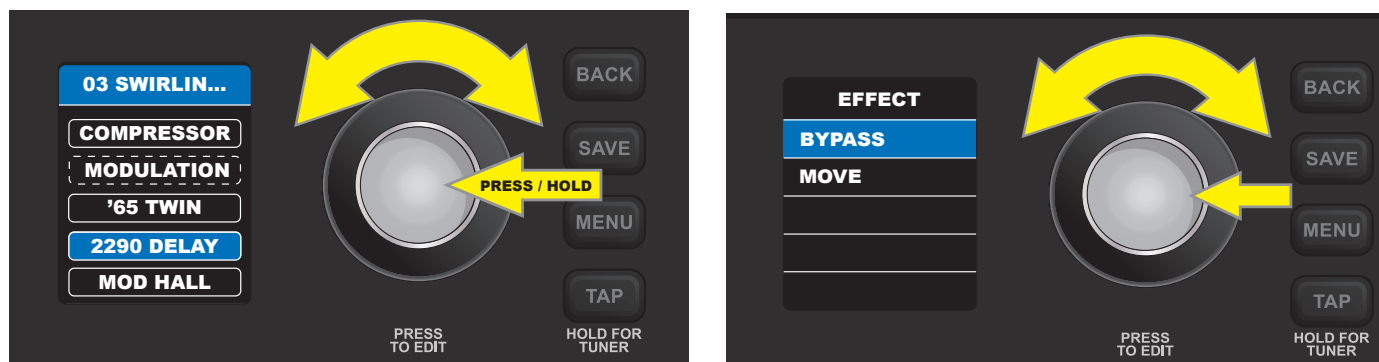 03 SWIRLIN...
COMPRESSOR
MODULATION
’65 TWIN
2290 DELAY
MOD HALL
PRESS / HOLD
BACK
SAVE
MENU
TAP
PRESS
TO EDIT
HOLD FOR
TUNER
EFFECT
BYPASS
MOVE
BACK
SAVE
MENU
TAP
PRESS
TO EDIT
HOLD FOR
TUNER